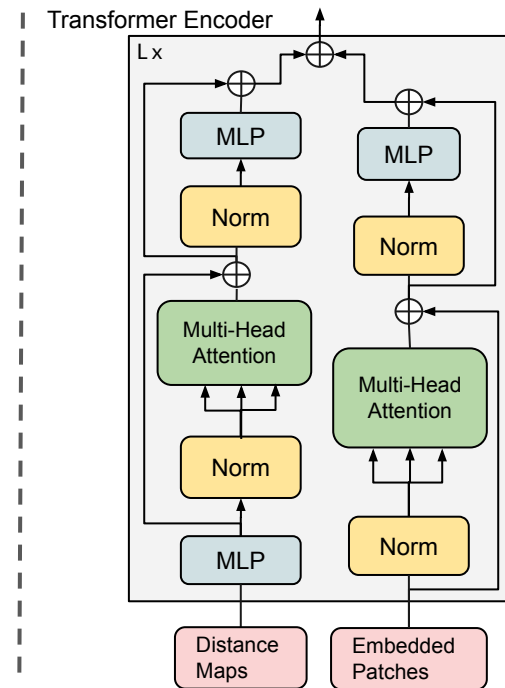 Transformer Encoder
L x
MLP
MLP
Norm
Norm
Multi-Head
Attention
Multi-Head
Attention
Norm
Norm
MLP
Distance
Maps
Embedded
Patches